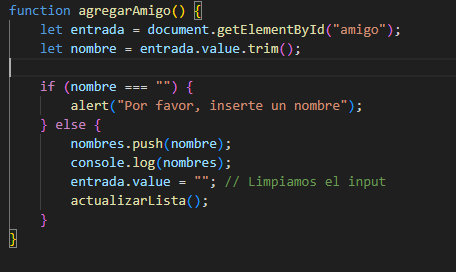 function agregarAmigo() {
    let entrada = document.getElementById("amigo");
    let nombre = entrada.value.trim();

    if (nombre === "") {
        alert("Por favor, inserte un nombre");
    } else {
        nombres.push(nombre);
        console.log(nombres);
        entrada.value = ""; // Limpiamos el input
        actualizarLista();
    }
}